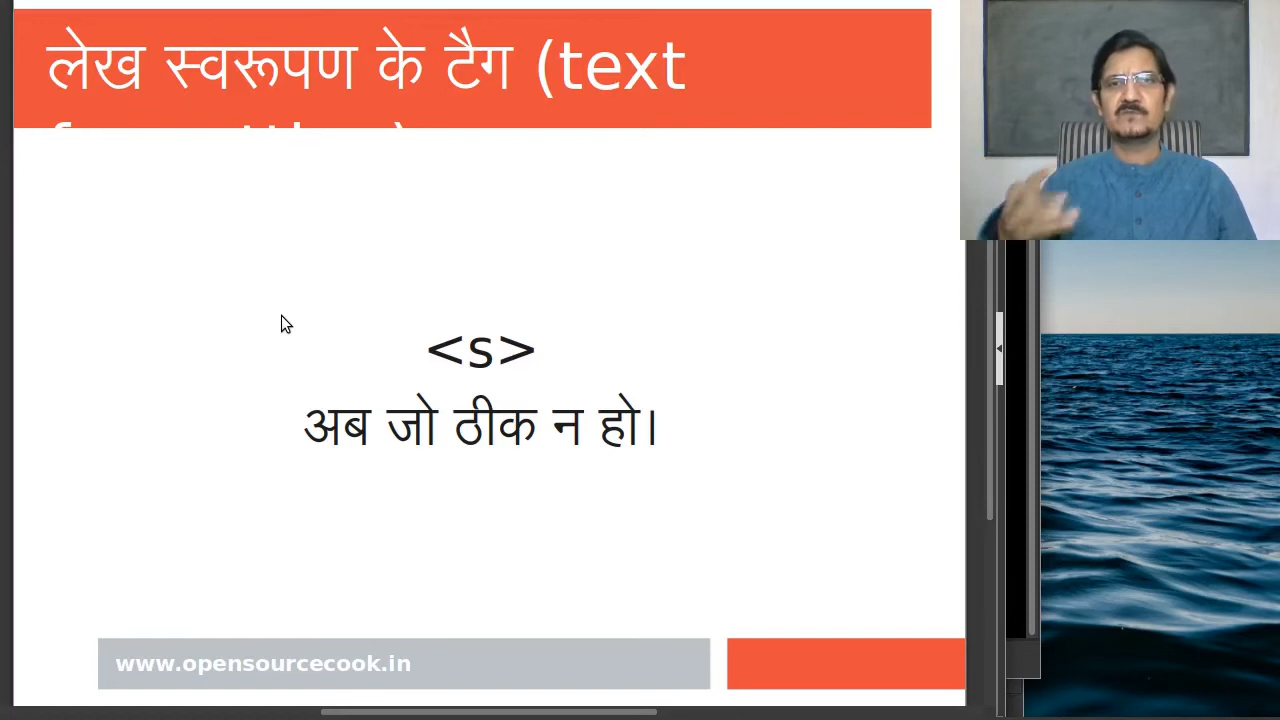 लेख स्वरूपण के टैग (text
<s>
अब जो ठीक न हो।
www.opensourcecook.in